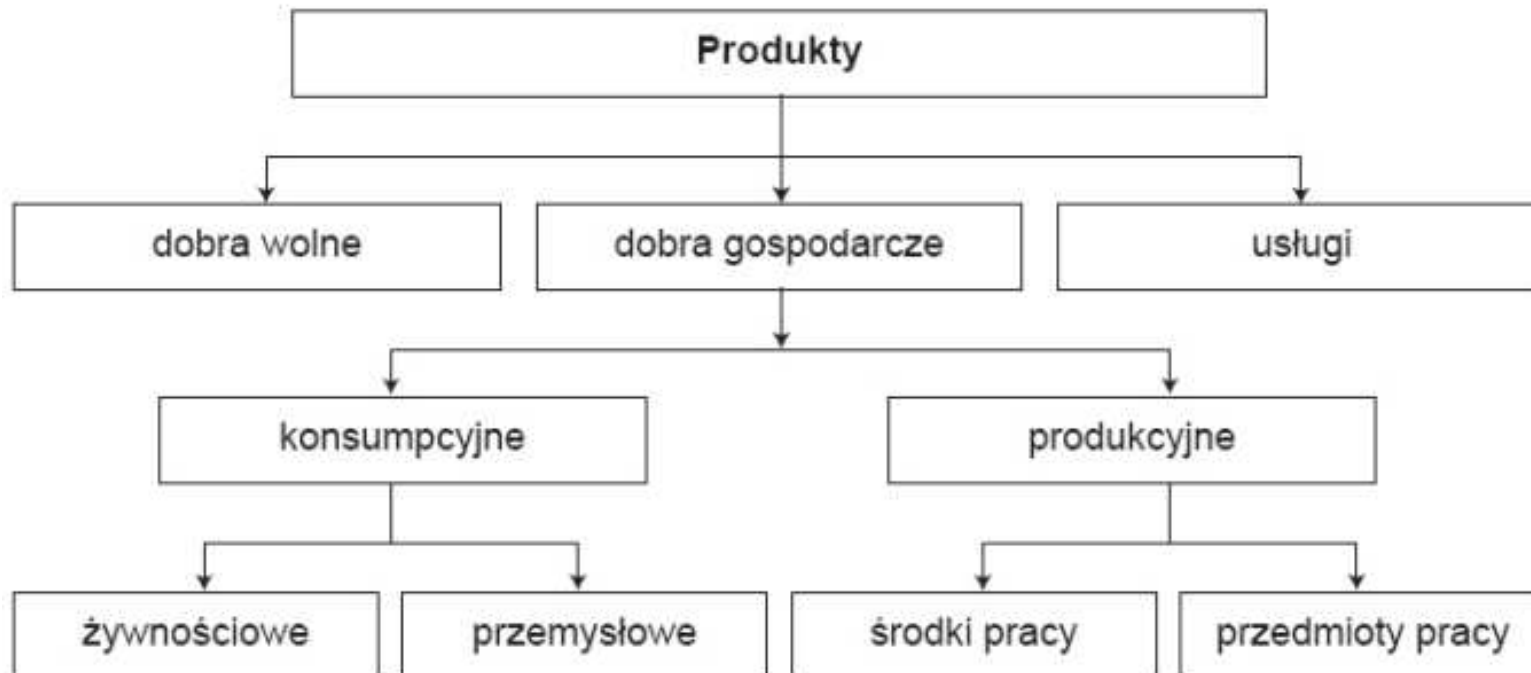 Produkty
dobra wolne
dobra gospodarcze
usługi
konsumpcyjne
produkcyjne
żywnościowe
przemysłowe
środki pracy
przedmioty pracy